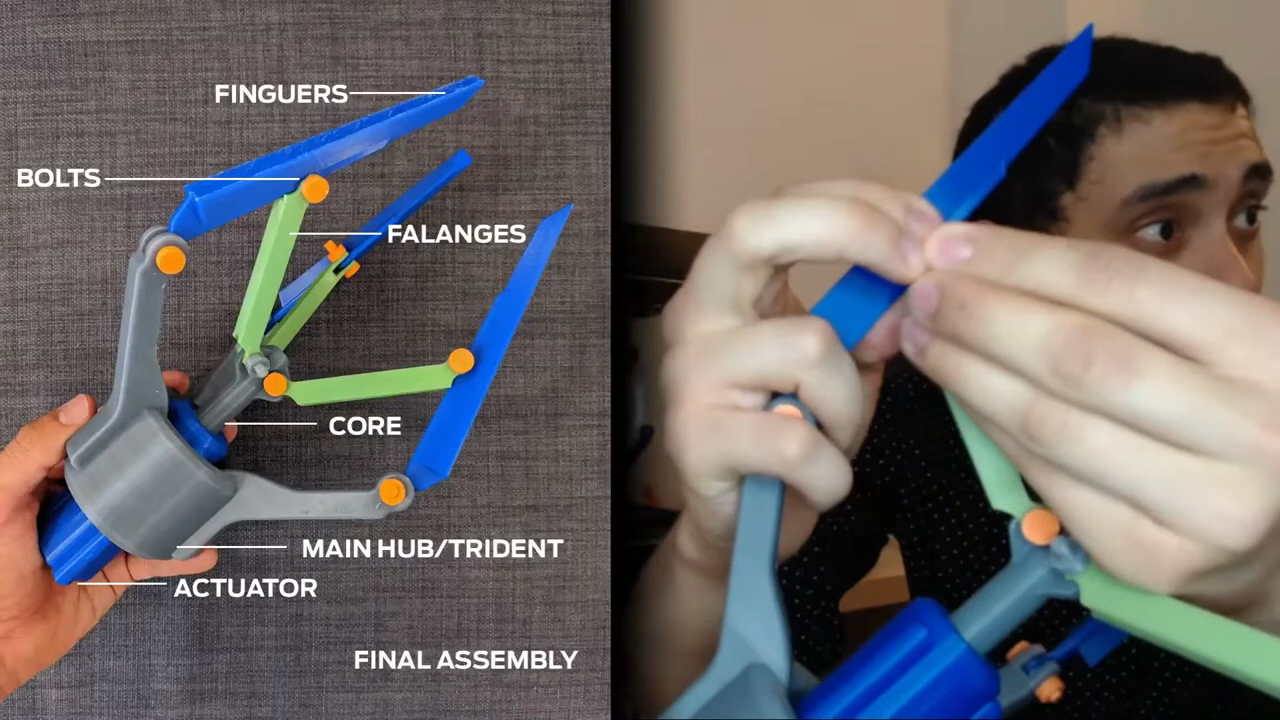 FINGUERS
BOLTS
FALANGES
CORE
MAIN HUB/TRIDENT
ACTUATOR
FINAL ASSEMBLY